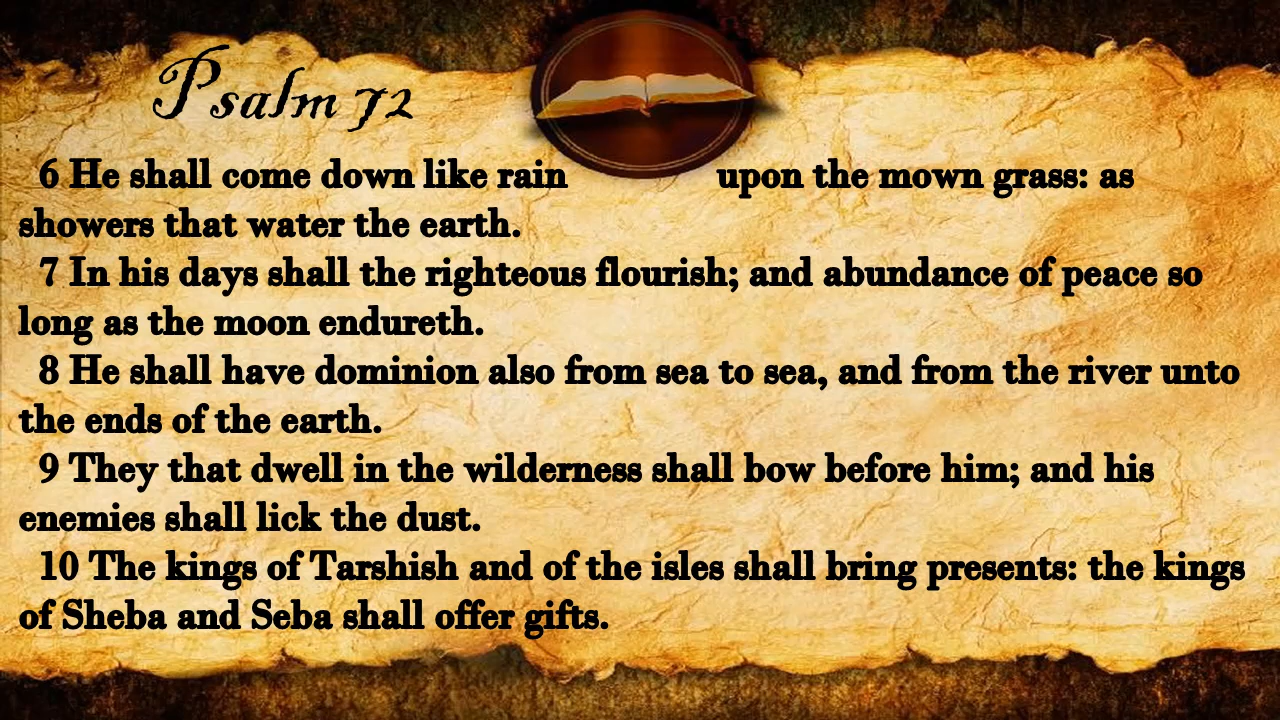 Psalm 72
6 He shall come down like rain upon the mown grass: as
showers that water the earth.
7 In his days shall the righteous flourish; and abundance of peace so
long as the moon endureth.
8 He shall have dominion also from sea to sea, and from the river unto
the ends of the earth.
9 They that dwell in the wilderness shall bow before him; and his
enemies shall lick the dust.
10 The kings of Tarshish and of the isles shall bring presents: the kings
of Sheba and Seba shall offer gifts.